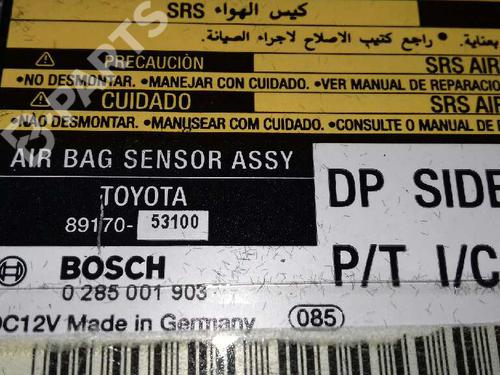 كيس الهواء SRS
بعناية. • راجع كتيب الاصلاح لاجراء الصيانة.
PRECAUCIÓN SRS AIR
•NO DESMONTAR. •MANEJAR CON CUIDADO. •VER MANUAL DE REPARACIO
CUIDADO SRS AIR
•NÃO DESMONTAR. •MANUSEAR COM CUIDADO. •CONSULTE O MANUAL DE
AIR BAG SENSOR ASSY
TOYOTA
89170- 53100
DP SIDE
P/T I/C
BOSCH
0 285 001 903
DC12V Made in Germany 085
B-PARTS